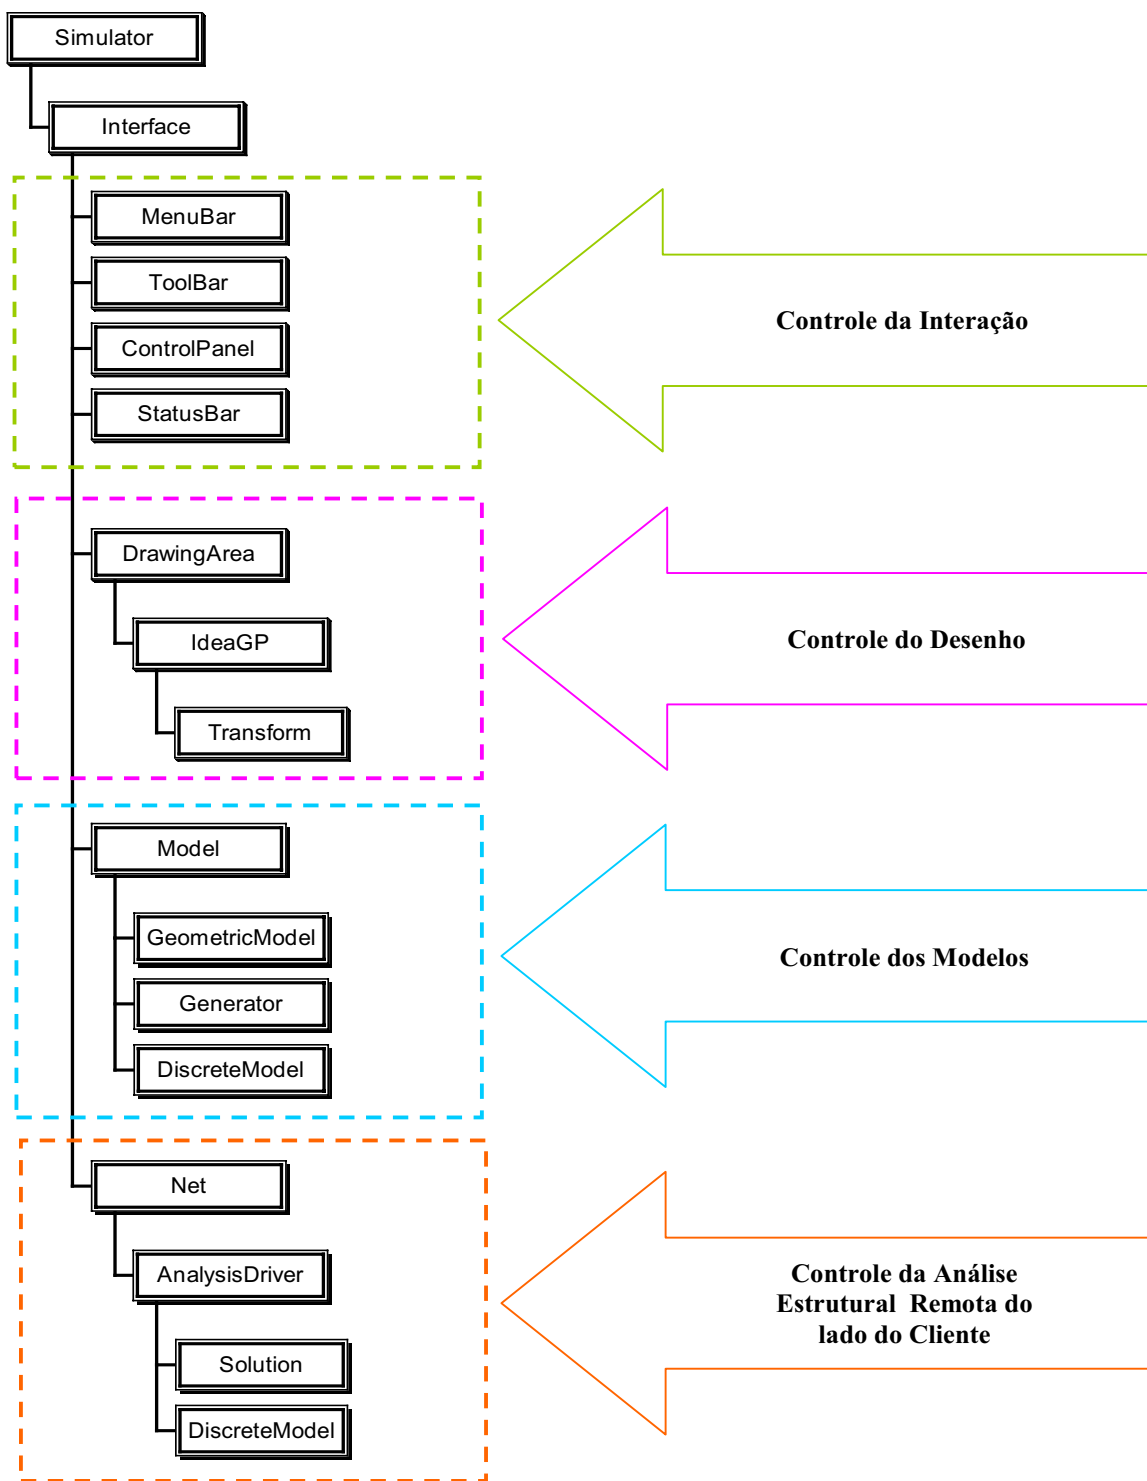 Simulator
Interface
MenuBar
ToolBar
ControlPanel
StatusBar
Controle da Interação
DrawingArea
IdeaGP
Transform
Controle do Desenho
Model
GeometricModel
Generator
DiscreteModel
Controle dos Modelos
Net
AnalysisDriver
Solution
DiscreteModel
Controle da Análise
Estrutural Remota do
lado do Cliente